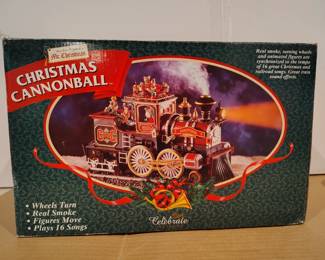 Mr. Christmas
CHRISTMAS
CANNONBALL
Real smoke, turning wheels
and animated figures are
synchronized to the tempo
of 16 great Christmas and
railroad songs. Great train
sound effects
• Wheels Turn
• Real Smoke
• Figures Move
• Plays 16 Songs
Celebrate